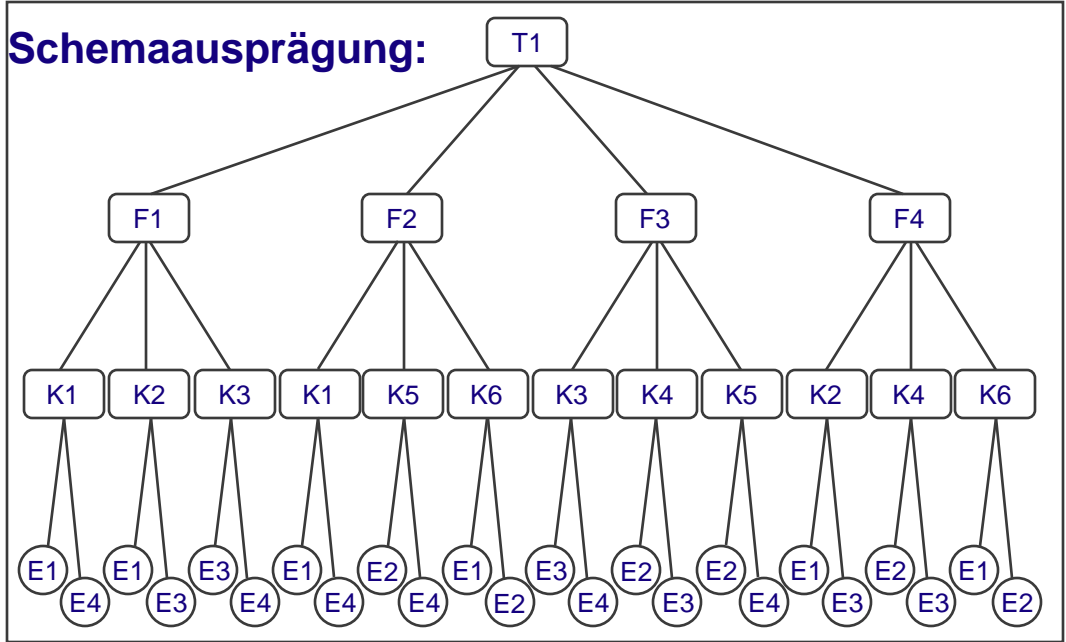 Schemaausprägung:
T1
F1 F2 F3 F4
K1 K2 K3 K1 K5 K6 K3 K4 K5 K2 K4 K6
E1 E1 E3 E1 E2 E1 E3 E2 E2 E1 E2 E1
E4 E3 E4 E4 E4 E2 E4 E3 E4 E3 E3 E2